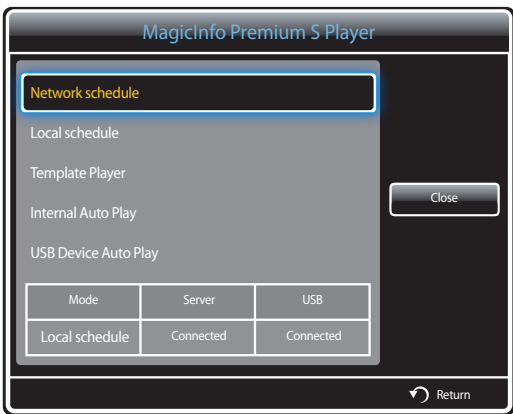 MagicInfo Premium S Player
Network schedule
Local schedule
Template Player
Internal Auto Play
USB Device Auto Play
Close
Mode Server USB
Local schedule Connected Connected
Return